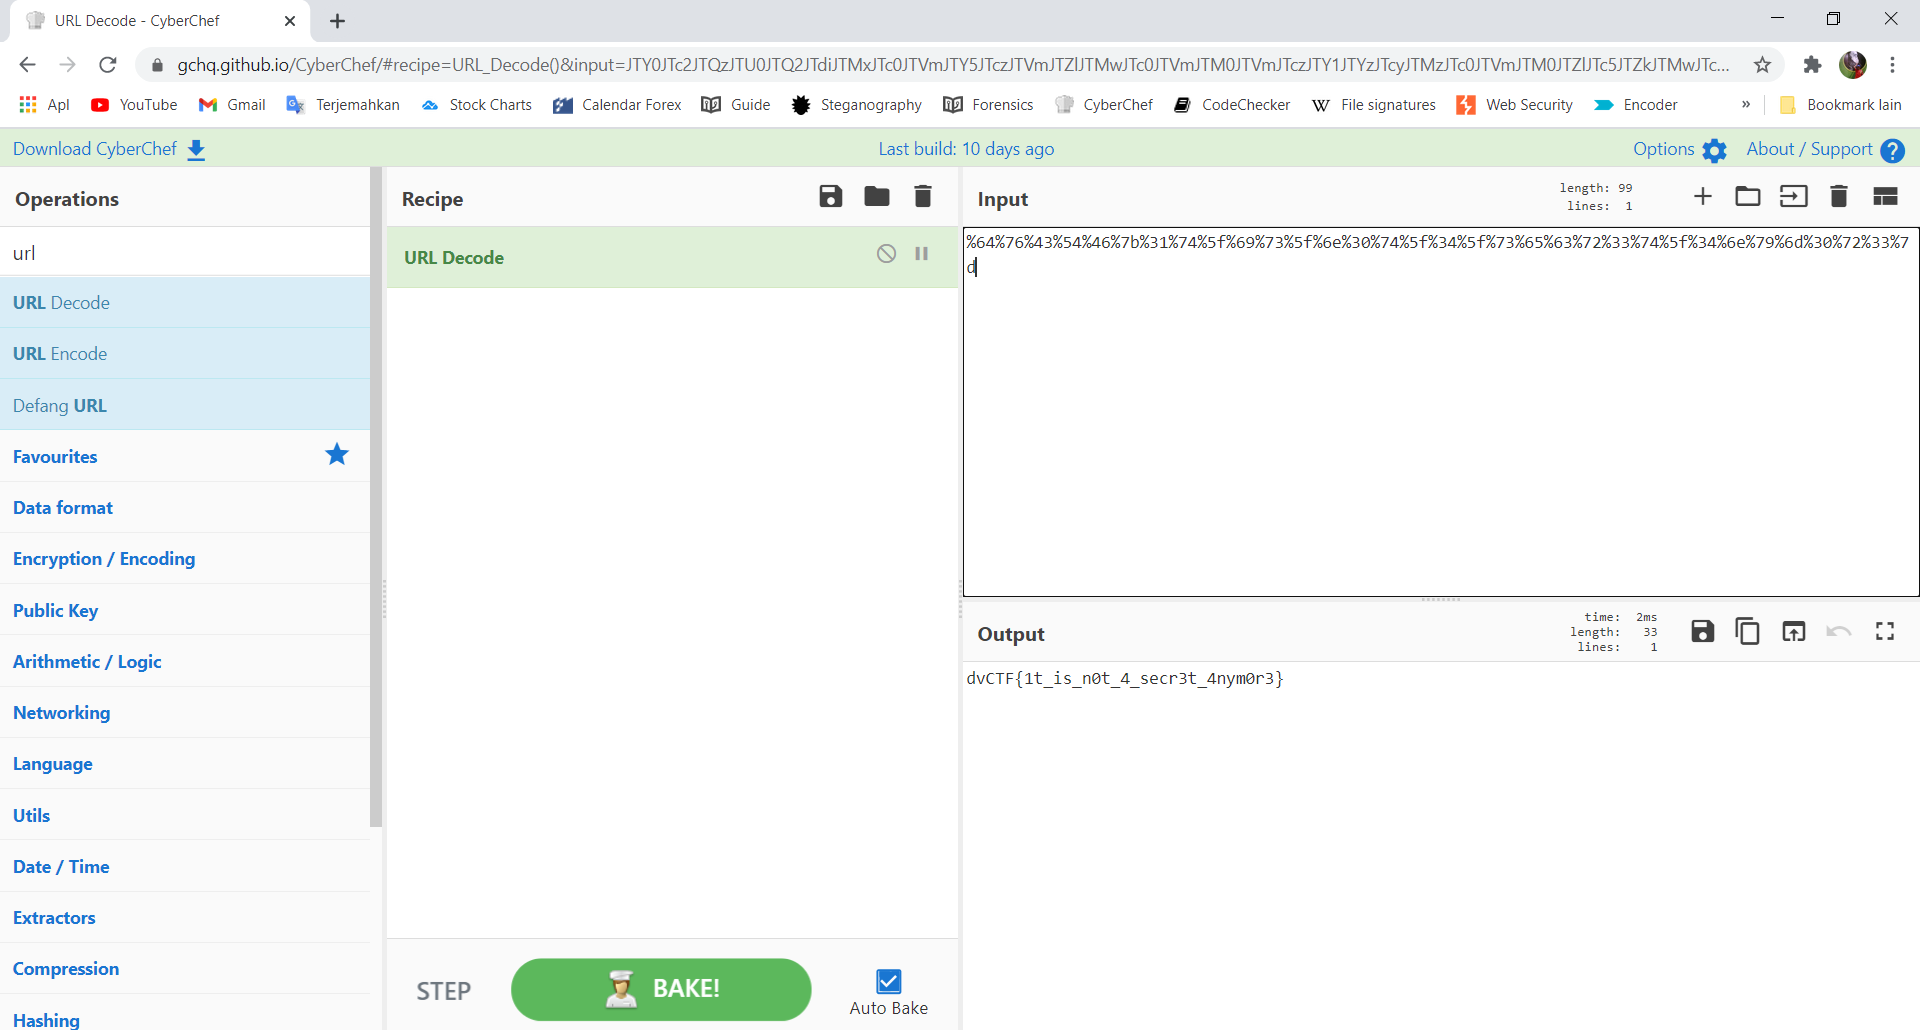 URL Decode - CyberChef
gchq.github.io/CyberChef/#recipe=URL_Decode()&input=JTY0JTc2JTQzJTU0JTQ2JTdiJTMxJTc0JTVmJTY5JTczJTVmJTZlJTMwJTc0JTVmJTM0JTVmJTczJTY1JTYzJTcyJTMzJTc0JTVmJTM0JTZlJTc5JTZkJTMwJTc...
Apl YouTube Gmail Terjemahkan Stock Charts Calendar Forex Guide Steganography Forensics CyberChef CodeChecker File signatures Web Security Encoder » Bookmark lain
Download CyberChef Last build: 10 days ago Options About / Support
Operations
url
URL Decode
URL Encode
Defang URL
Favourites
Data format
Encryption / Encoding
Public Key
Arithmetic / Logic
Networking
Language
Utils
Date / Time
Extractors
Compression
Hashing
Recipe
URL Decode
STEP
BAKE!
Auto Bake
Input
length: 99
lines: 1
%64%76%43%54%46%7b%31%74%5f%69%73%5f%6e%30%74%5f%34%5f%73%65%63%72%33%74%5f%34%6e%79%6d%30%72%33%7
d
Output
time: 2ms
length: 33
lines: 1
dvCTF{1t_is_n0t_4_secr3t_4nym0r3}